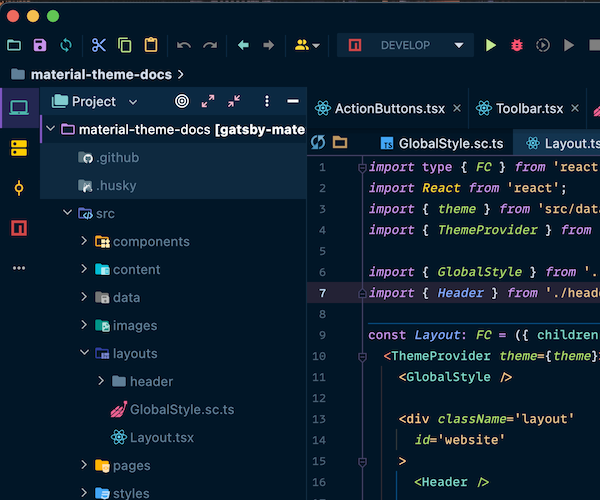 DEVELOP
material-theme-docs
Project
ActionButtons.tsx
Toolbar.tsx
material-theme-docs [gatsby-mate
.github
.husky
src
components
content
data
images
layouts
header
GlobalStyle.sc.ts
Layout.tsx
pages
styles
TS GlobalStyle.sc.ts
Layout.ts
1 import type { FC } from 'react
2 import React from 'react';
3 import { theme } from 'src/data
4 import { ThemeProvider } from
5
6 import { GlobalStyle } from '.
7 import { Header } from './heade
8
9 const Layout: FC = ({ children
10 <ThemeProvider theme={theme}>
11 <GlobalStyle />
12
13 <div className='layout'
14 id='website'
15 >
16 <Header />